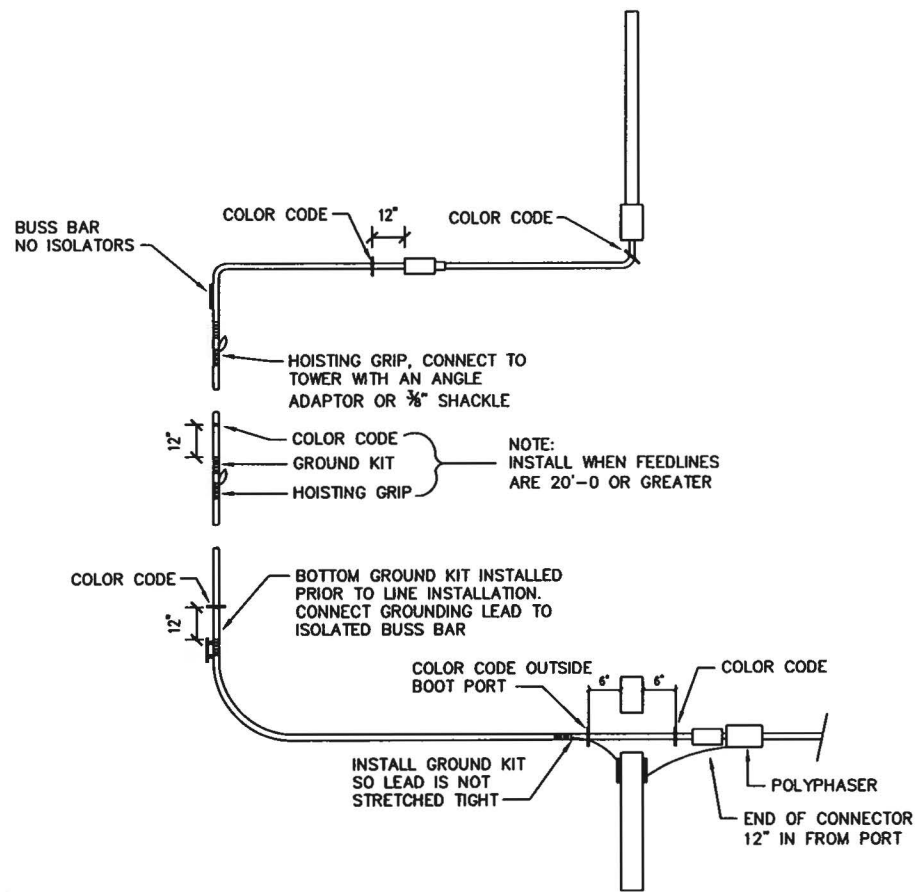 COLOR CODE
12"
COLOR CODE
BUSS BAR
NO ISOLATORS
HOISTING GRIP, CONNECT TO
TOWER WITH AN ANGLE
ADAPTOR OR ⅜" SHACKLE
12"
COLOR CODE
GROUND KIT
HOISTING GRIP
NOTE:
INSTALL WHEN FEEDLINES
ARE 20'-0 OR GREATER
COLOR CODE
12"
BOTTOM GROUND KIT INSTALLED
PRIOR TO LINE INSTALLATION.
CONNECT GROUNDING LEAD TO
ISOLATED BUSS BAR
COLOR CODE OUTSIDE
BOOT PORT
6"
6"
COLOR CODE
INSTALL GROUND KIT
SO LEAD IS NOT
STRETCHED TIGHT
POLYPHASER
END OF CONNECTOR
12" IN FROM PORT